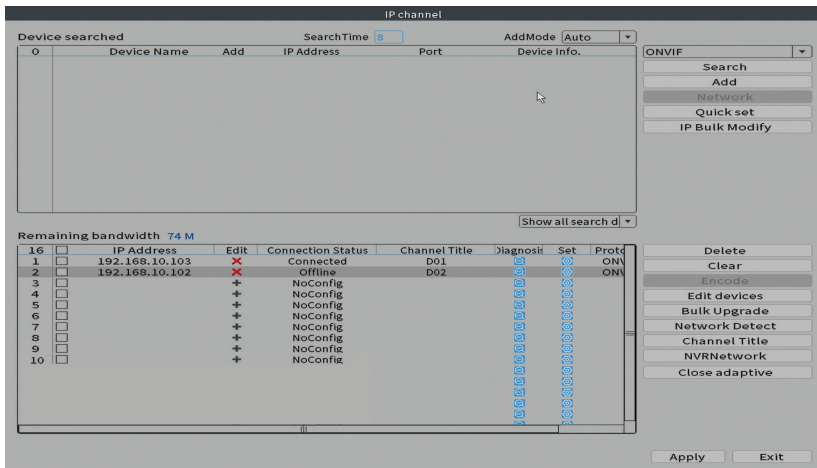 IP channel
Device searched SearchTime 8 AddMode Auto
0 Device Name Add IP Address Port Device Info.
ONVIF
Search
Add
Network
Quick set
IP Bulk Modify
Show all search d
Remaining bandwidth 74 M
16 IP Address Edit Connection Status Channel Title Diagnosis Set Proto
1 192.168.10.103 Connected D01 ONV
2 192.168.10.102 Offline D02 ONV
3 NoConfig
4 NoConfig
5 NoConfig
6 NoConfig
7 NoConfig
8 NoConfig
9 NoConfig
10 NoConfig
Delete
Clear
Encode
Edit devices
Bulk Upgrade
Network Detect
Channel Title
NVRNetwork
Close adaptive
Apply Exit